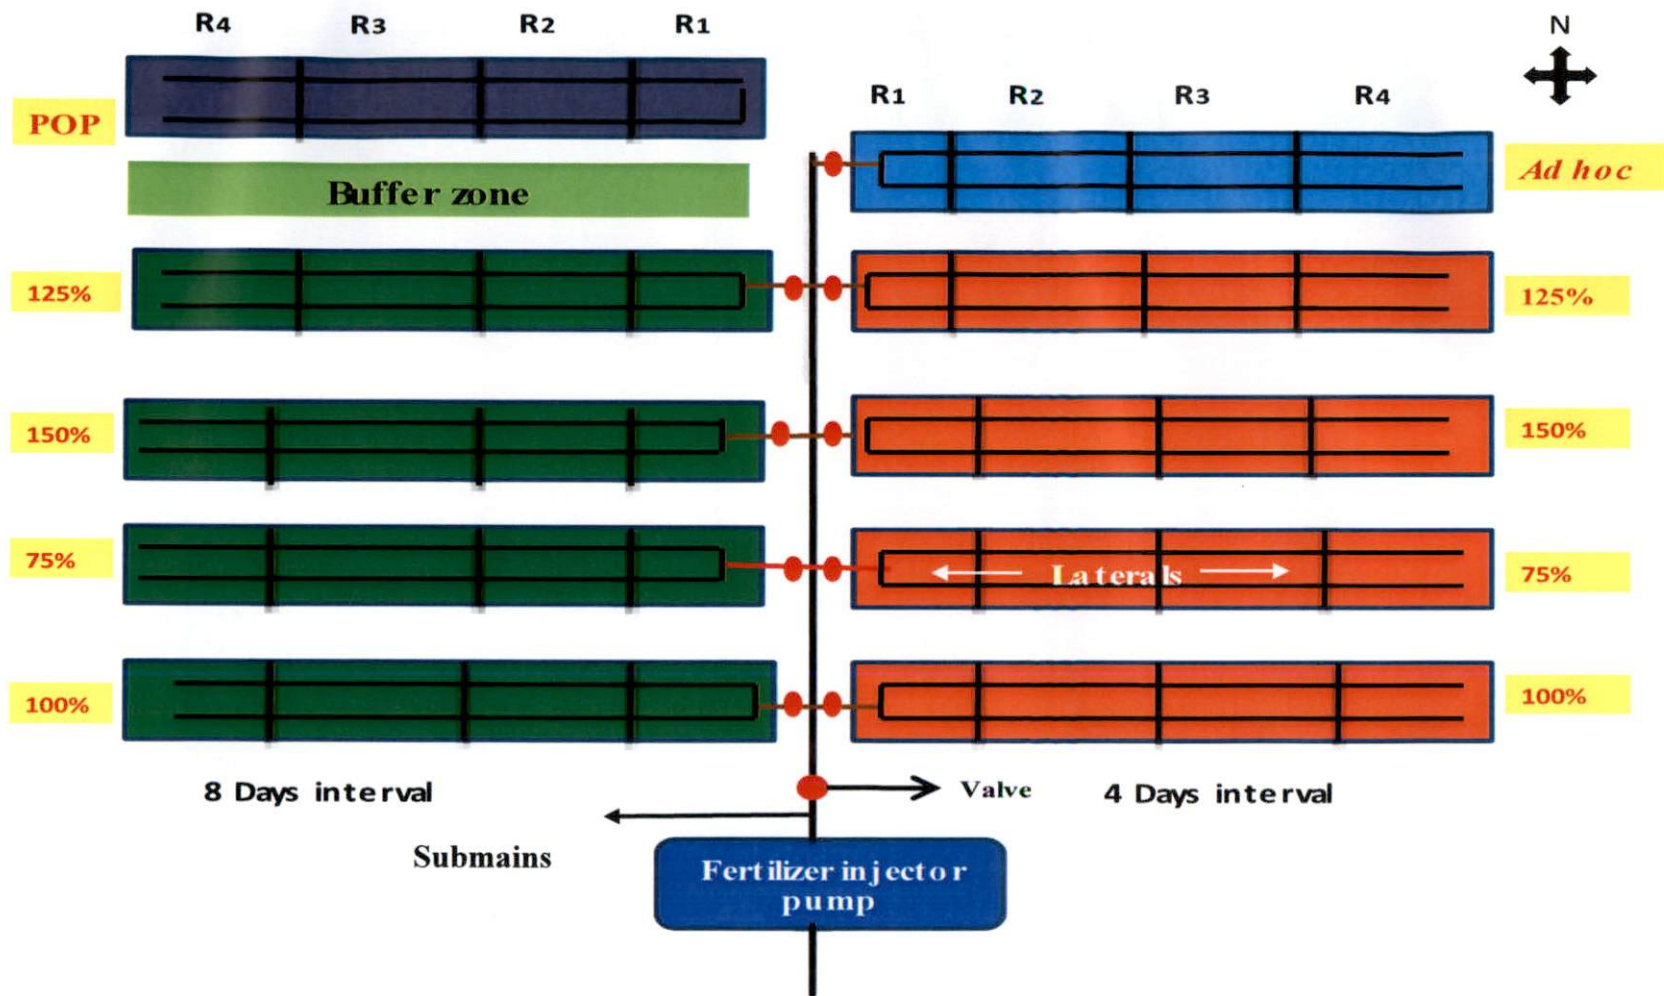 R4 R3 R2 R1
N
R1 R2 R3 R4
POP
Ad hoc
Buffer zone
125%
125%
150%
150%
75%
Laterals
75%
100%
100%
8 Days interval
Valve
4 Days interval
Submains
Fertilizer injector
pump